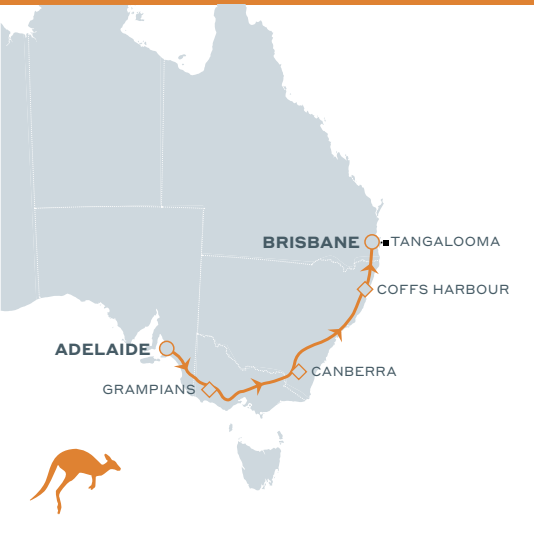 BRISBANE
TANGALOOMA
COFFS HARBOUR
ADELAIDE
CANBERRA
GRAMPIANS